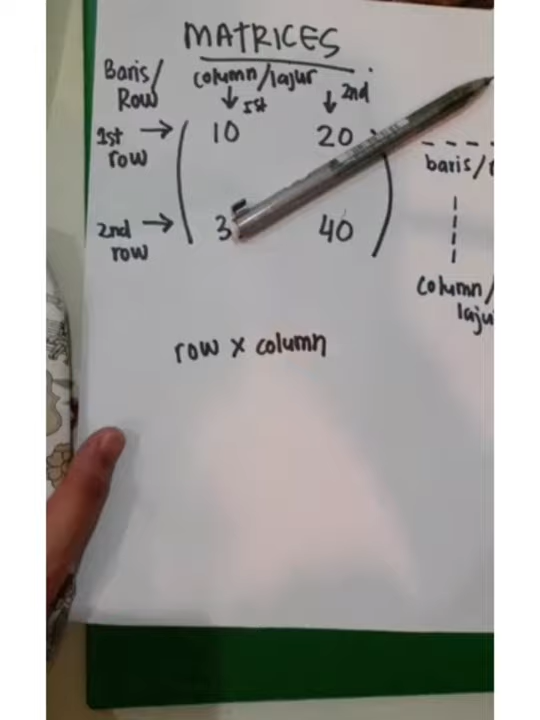 MATRICES
Baris/
Row
column/lajur
1st
2nd
1st
row
10 20
2nd
row
3 40
baris/
column/
laju
row x column